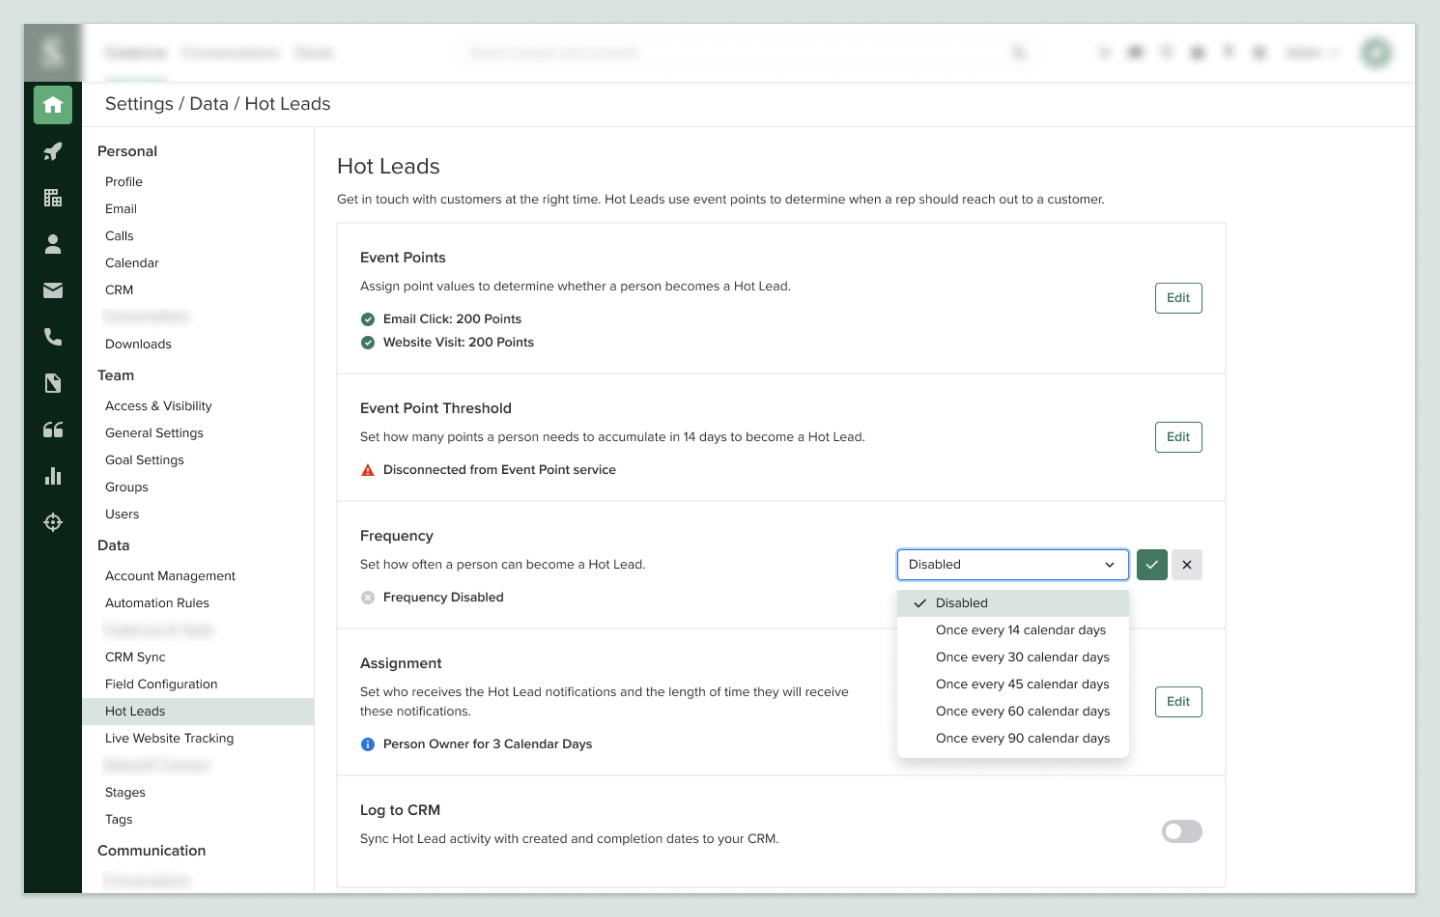 Settings / Data / Hot Leads
Personal
Profile
Email
Calls
Calendar
CRM
Downloads
Team
Access & Visibility
General Settings
Goal Settings
Groups
Users
Data
Account Management
Automation Rules
CRM Sync
Field Configuration
Hot Leads
Live Website Tracking
Stages
Tags
Communication
Hot Leads
Get in touch with customers at the right time. Hot Leads use event points to determine when a rep should reach out to a customer.
Event Points
Assign point values to determine whether a person becomes a Hot Lead.
Email Click: 200 Points
Website Visit: 200 Points
Edit
Event Point Threshold
Set how many points a person needs to accumulate in 14 days to become a Hot Lead.
Disconnected from Event Point service
Edit
Frequency
Set how often a person can become a Hot Lead.
Frequency Disabled
Disabled
Disabled
Once every 14 calendar days
Once every 30 calendar days
Once every 45 calendar days
Once every 60 calendar days
Once every 90 calendar days
Assignment
Set who receives the Hot Lead notifications and the length of time they will receive
these notifications.
Person Owner for 3 Calendar Days
Edit
Log to CRM
Sync Hot Lead activity with created and completion dates to your CRM.